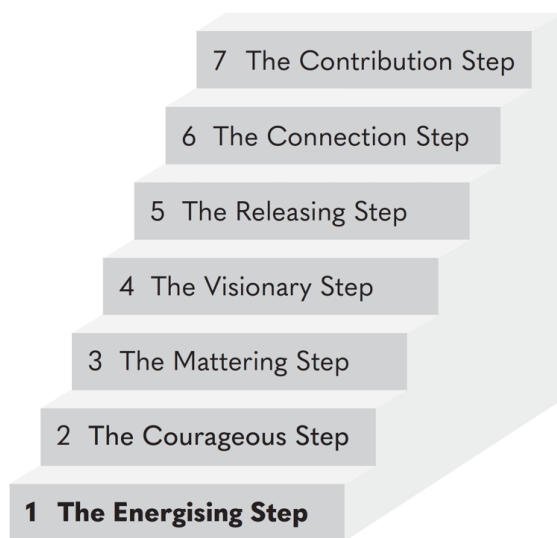 7 The Contribution Step
6 The Connection Step
5 The Releasing Step
4 The Visionary Step
3 The Mattering Step
2 The Courageous Step
1 The Energising Step